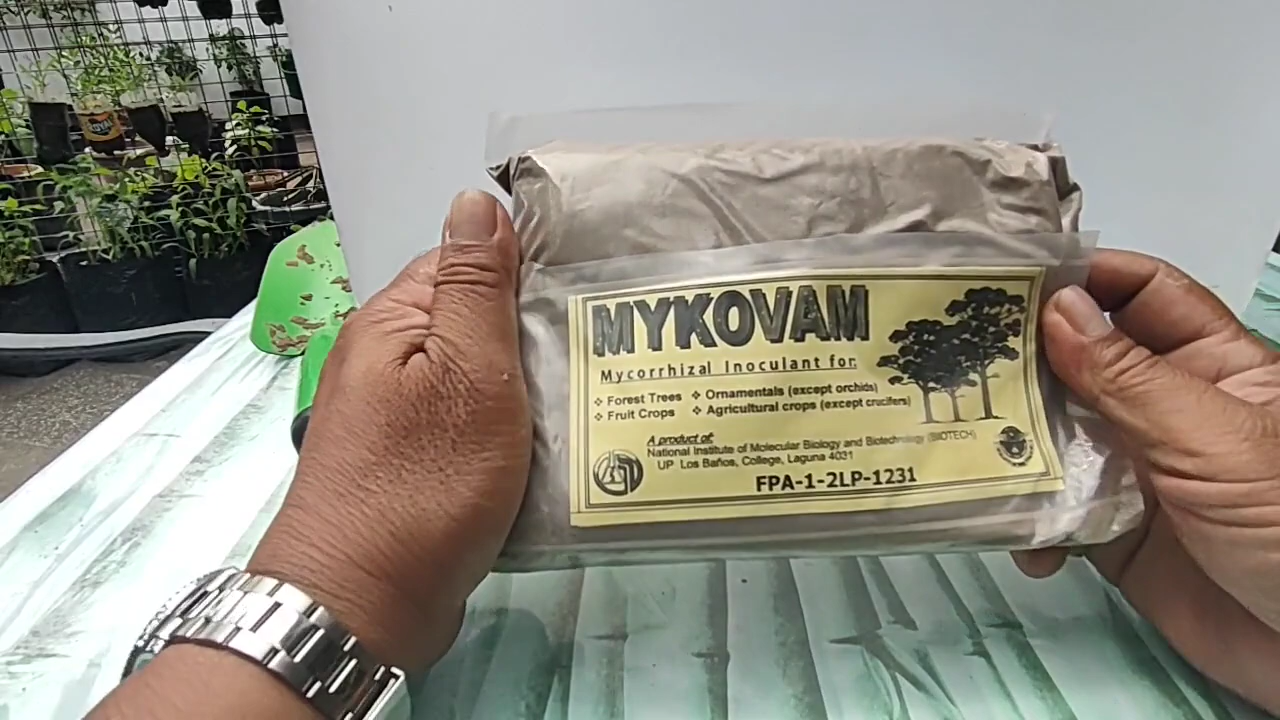 MYKOVAM
Mycorrhizal Inoculant for:
❖ Forest Trees ❖ Ornamentals (except orchids)
❖ Fruit Crops ❖ Agricultural crops (except crucifers)
A product of:
National Institute of Molecular Biology and Biotechnology (BIOTECH)
UP Los Baños, College, Laguna 4031
FPA-1-2LP-1231
ROYAL